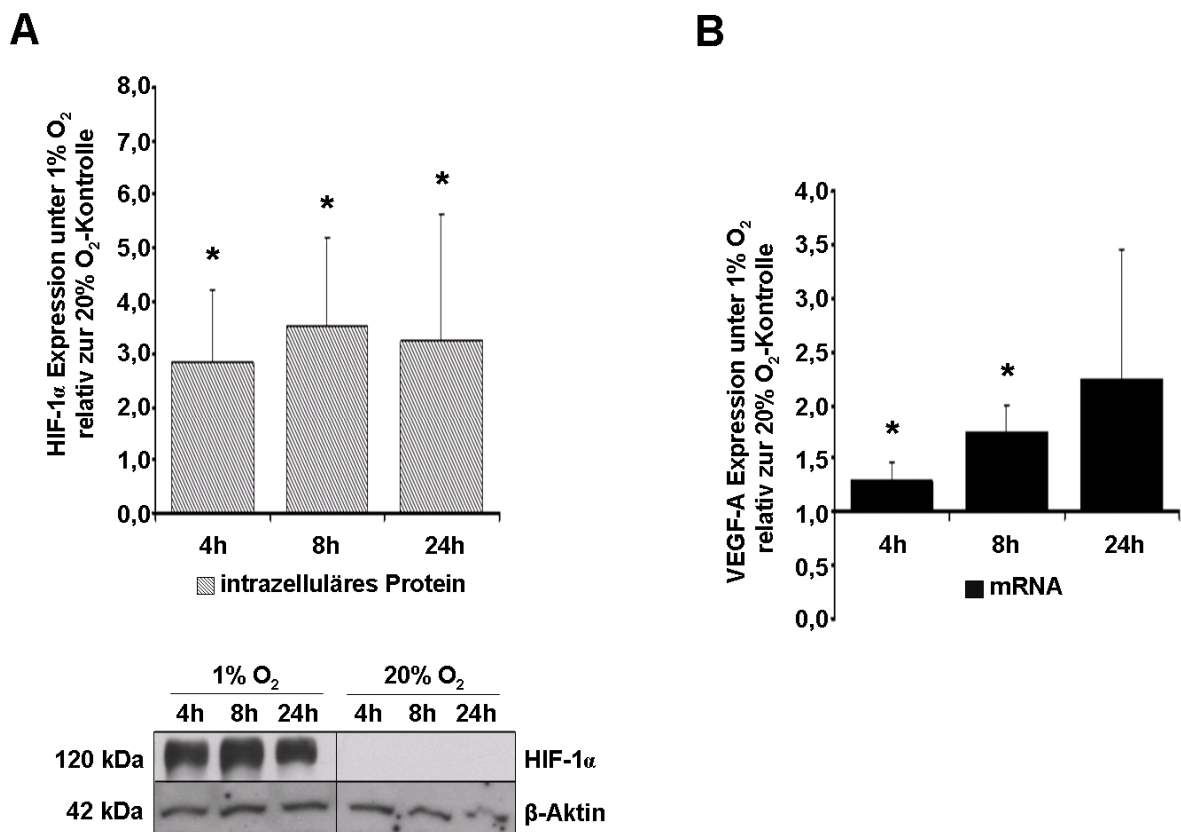 A
HIF-1α Expression unter 1% O2
relativ zur 20% O2-Kontrolle
8,0
7,0
6,0
5,0
4,0
3,0
2,0
1,0
0,0
* * *
4h 8h 24h
intrazelluläres Protein
1% O2 20% O2
4h 8h 24h 4h 8h 24h
120 kDa HIF-1α
42 kDa β-Aktin
B
VEGF-A Expression unter 1% O2
relativ zur 20% O2-Kontrolle
4,0
3,5
3,0
2,5
2,0
1,5
1,0
0,5
0,0
* *
4h 8h 24h
mRNA